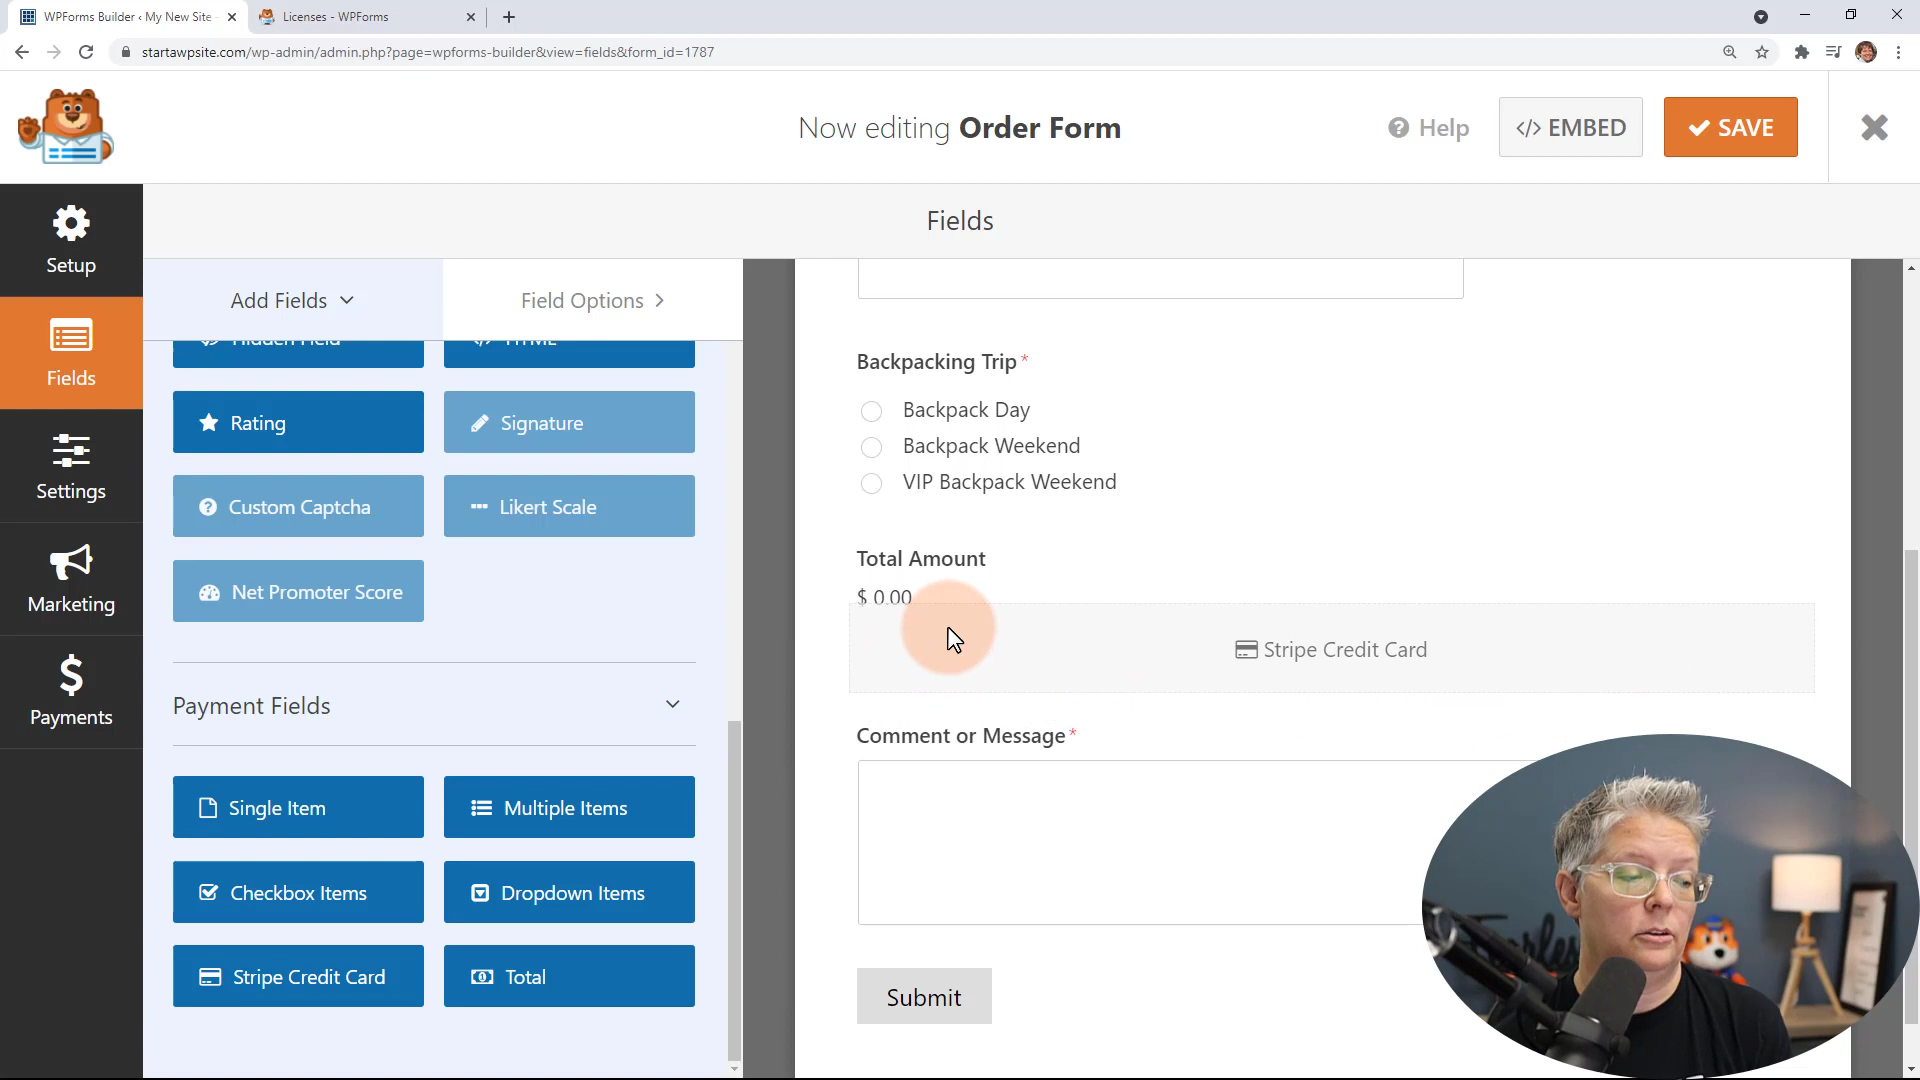 WPForms Builder ‹ My New Site -
Licenses - WPForms
startawpsite.com/wp-admin/admin.php?page=wpforms-builder&view=fields&form_id=1787
Now editing Order Form
Help
</> EMBED
SAVE
Setup
Fields
Settings
Marketing
Payments
Fields
Add Fields
Field Options
Hidden Field
HTML
Rating
Signature
Custom Captcha
Likert Scale
Net Promoter Score
Payment Fields
Single Item
Multiple Items
Checkbox Items
Dropdown Items
Stripe Credit Card
Total
Backpacking Trip *
Backpack Day
Backpack Weekend
VIP Backpack Weekend
Total Amount
$ 0.00
Stripe Credit Card
Comment or Message *
Submit